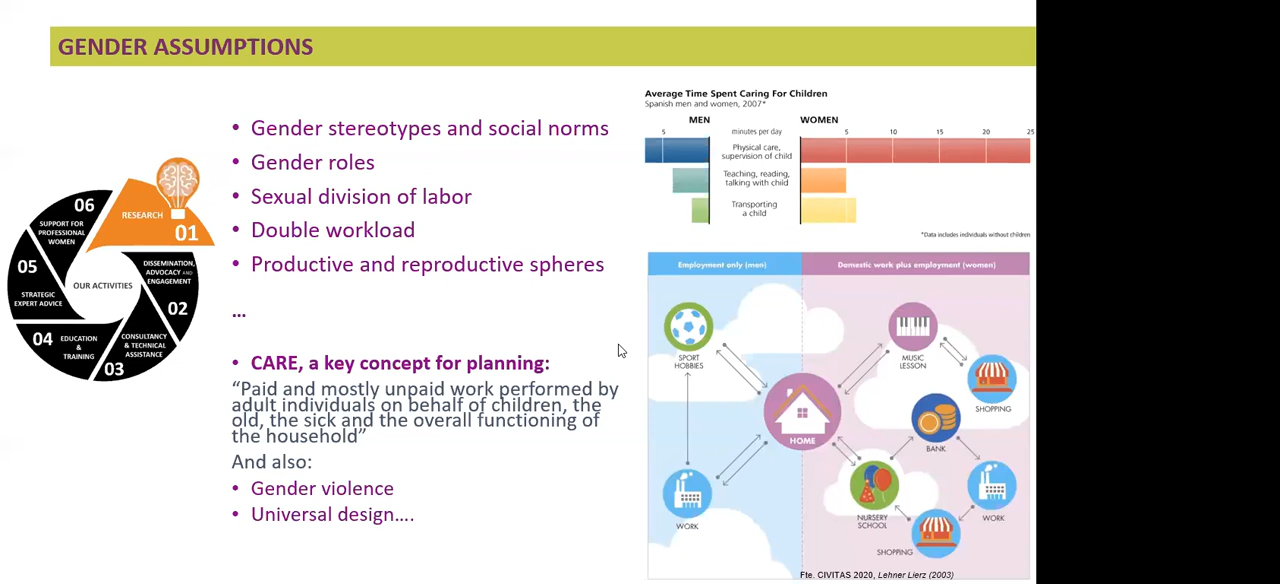 GENDER ASSUMPTIONS
• Gender stereotypes and social norms
• Gender roles
• Sexual division of labor
• Double workload
• Productive and reproductive spheres
…
• CARE, a key concept for planning:
“Paid and mostly unpaid work performed by
adult individuals on behalf of children, the
old, the sick and the overall functioning of
the household”
And also:
• Gender violence
• Universal design….
OUR ACTIVITIES
RESEARCH
01
DISSEMINATION,
ADVOCACY AND
ENGAGEMENT
02
CONSULTANCY
& TECHNICAL
ASSISTANCE
03
04
EDUCATION
&
TRAINING
05
STRATEGIC
EXPERT ADVICE
06
SUPPORT FOR
PROFESSIONAL
WOMEN
Average Time Spent Caring For Children
Spanish men and women, 2007*
MEN WOMEN
5 minutes per day 5 10 15 20 25
Physical care,
supervision of child
Teaching, reading,
talking with child
Transporting
a child
*Data includes individuals without children
Employment only (men) Domestic work plus employment (women)
SPORT
HOBBIES
MUSIC
LESSON
SHOPPING
HOME
BANK
WORK
NURSERY
SCHOOL
WORK
SHOPPING
Fte. CIVITAS 2020, Lehner Lierz (2003)